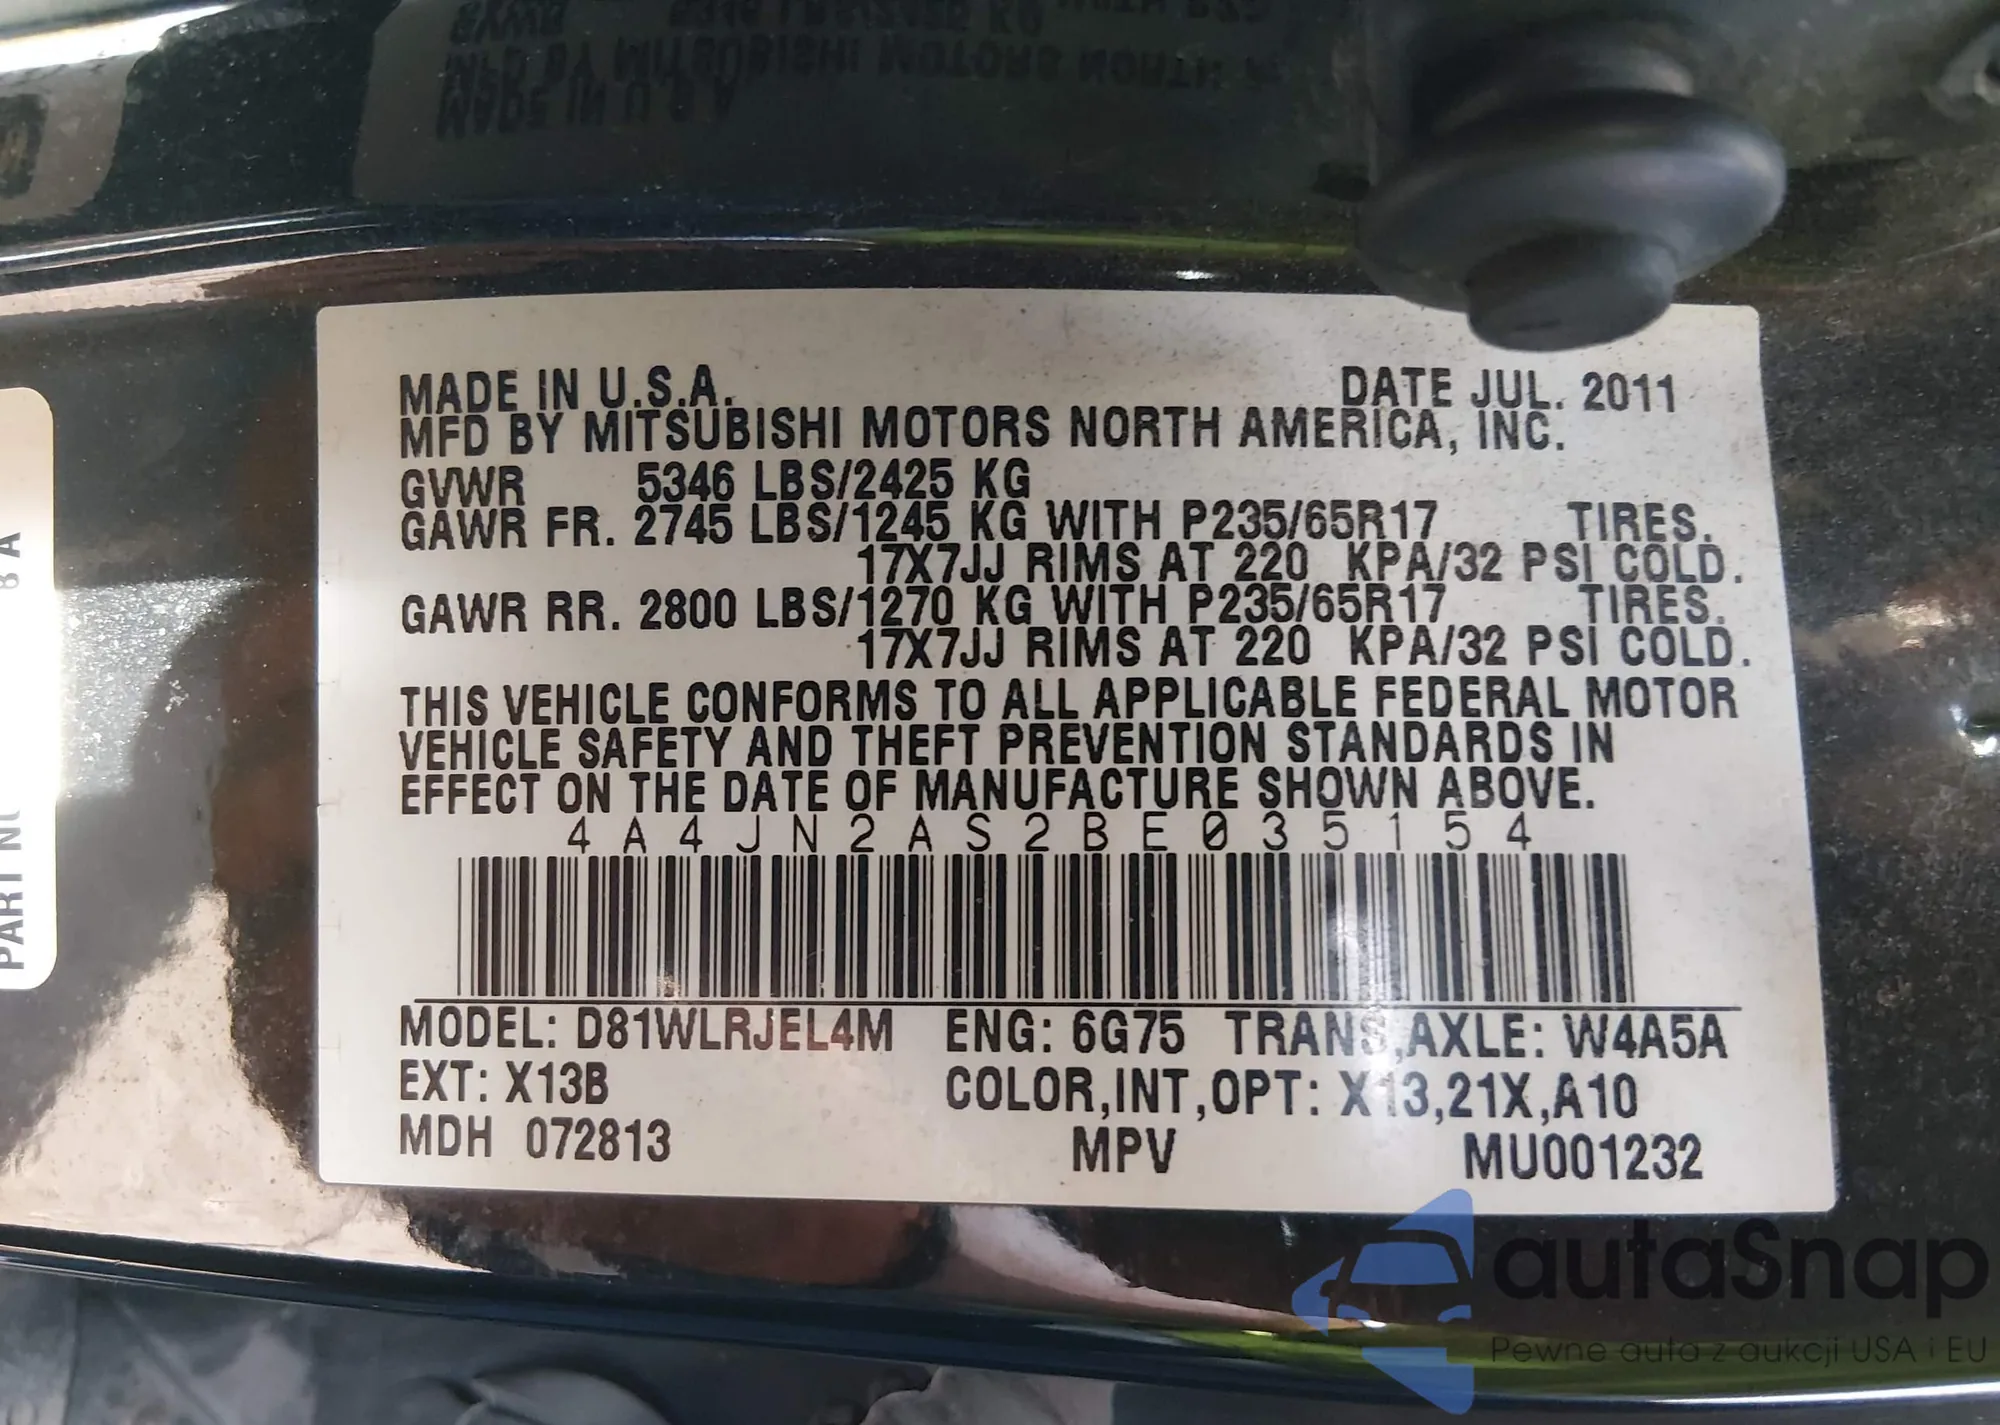 MADE IN U.S.A. DATE JUL. 2011
MFD BY MITSUBISHI MOTORS NORTH AMERICA, INC.
GVWR 5346 LBS/2425 KG
GAWR FR. 2745 LBS/1245 KG WITH P235/65R17 TIRES.
17X7JJ RIMS AT 220 KPA/32 PSI COLD.
GAWR RR. 2800 LBS/1270 KG WITH P235/65R17 TIRES.
17X7JJ RIMS AT 220 KPA/32 PSI COLD.
THIS VEHICLE CONFORMS TO ALL APPLICABLE FEDERAL MOTOR
VEHICLE SAFETY AND THEFT PREVENTION STANDARDS IN
EFFECT ON THE DATE OF MANUFACTURE SHOWN ABOVE.
4A4JN2AS2BE035154
MODEL: D81WLRJEL4M ENG: 6G75 TRANS,AXLE: W4A5A
EXT: X13B COLOR,INT,OPT: X13,21X,A10
MDH 072813 MPV MU001232
autaSnap
Pewne auta z aukcji USA i EU
PART